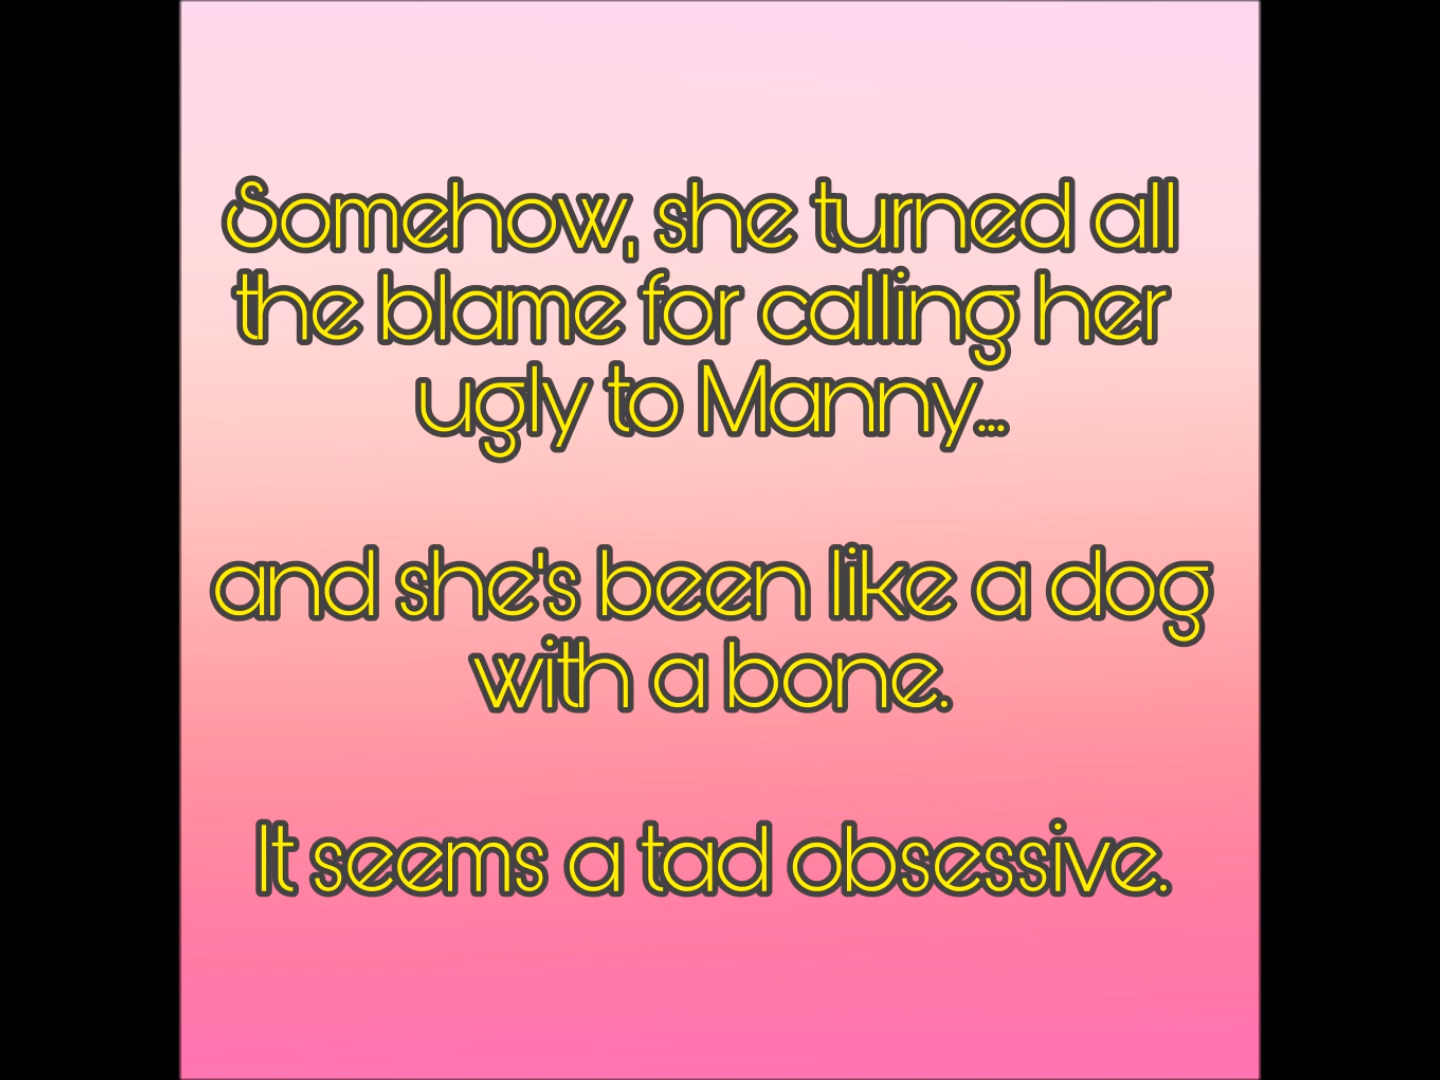 Somehow, she turned all
the blame for calling her
ugly to Manny...
and she's been like a dog
with a bone.
It seems a tad obsessive.